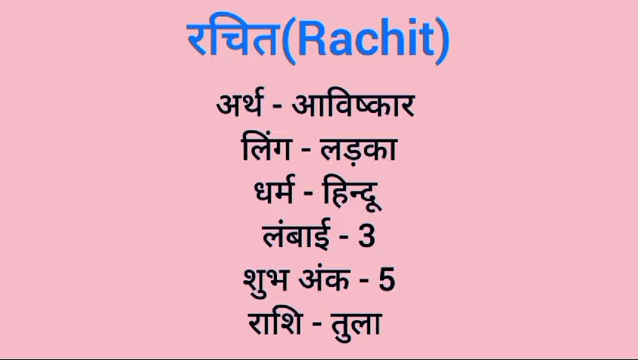 रचित(Rachit)
अर्थ - आविष्कार
लिंग - लड़का
धर्म - हिन्दू
लंबाई - 3
शुभ अंक - 5
राशि - तुला